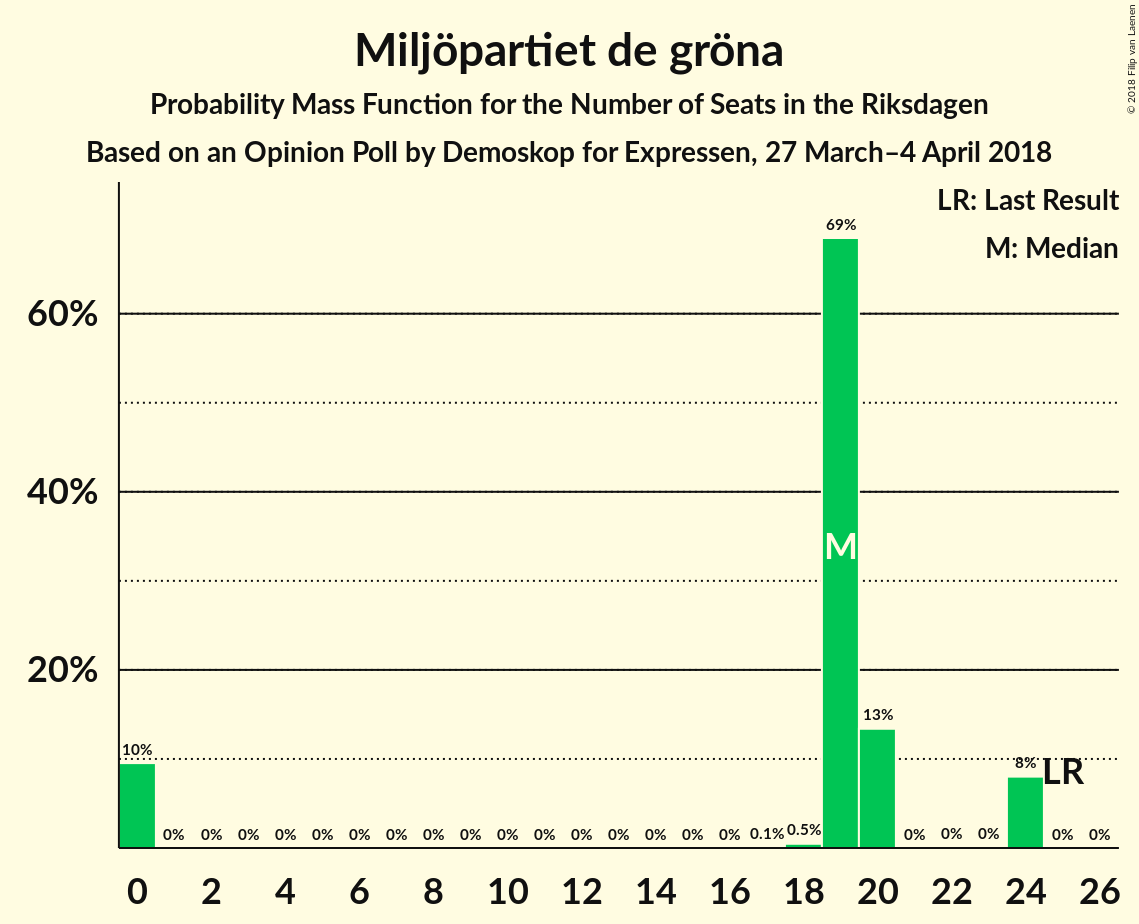 Miljöpartiet de gröna
Probability Mass Function for the Number of Seats in the Riksdagen
Based on an Opinion Poll by Demoskop for Expressen, 27 March–4 April 2018
© 2018 Filip van Laenen
LR: Last Result
M: Median
60%
40%
20%
10% 0% 0% 0% 0% 0% 0% 0% 0% 0% 0% 0% 0% 0% 0% 0% 0% 0.1% 0.5% 69% 13% 0% 0% 0% 8% 0% 0%
M
LR
0 2 4 6 8 10 12 14 16 18 20 22 24 26